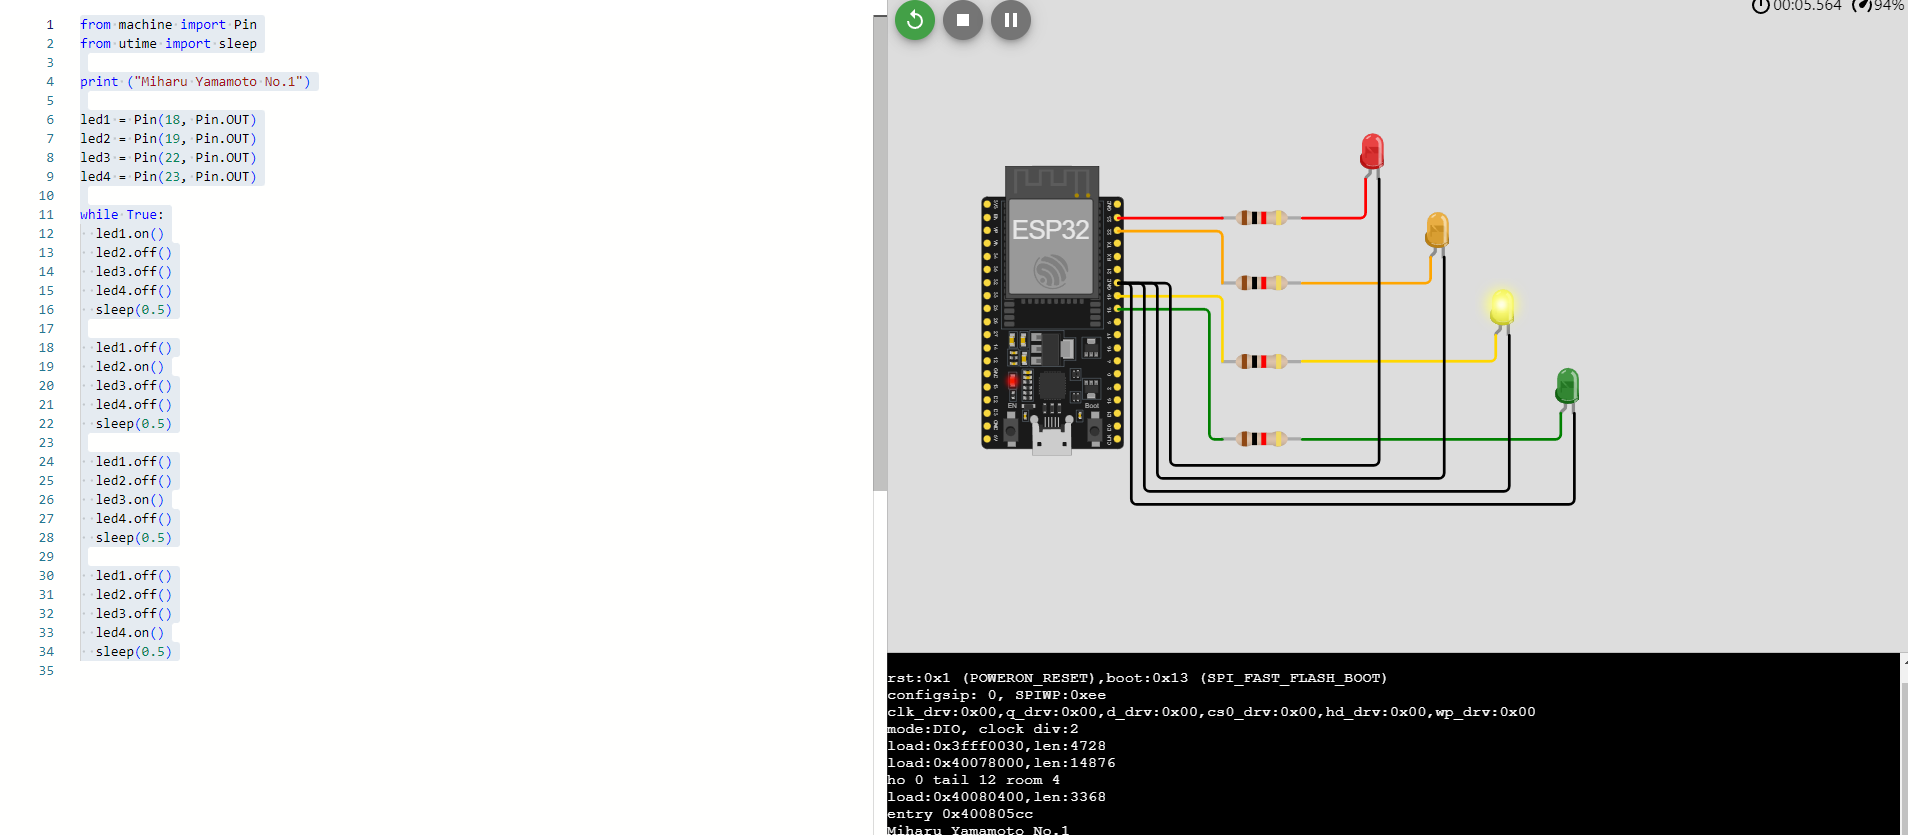 1 from machine import Pin
2 from utime import sleep
3
4 print ("Miharu Yamamoto No.1")
5
6 led1 = Pin(18, Pin.OUT)
7 led2 = Pin(19, Pin.OUT)
8 led3 = Pin(22, Pin.OUT)
9 led4 = Pin(23, Pin.OUT)
10
11 while True:
12 led1.on()
13 led2.off()
14 led3.off()
15 led4.off()
16 sleep(0.5)
17
18 led1.off()
19 led2.on()
20 led3.off()
21 led4.off()
22 sleep(0.5)
23
24 led1.off()
25 led2.off()
26 led3.on()
27 led4.off()
28 sleep(0.5)
29
30 led1.off()
31 led2.off()
32 led3.off()
33 led4.on()
34 sleep(0.5)
35
00:05.564 94%
ESP32
EN Boot
rst:0x1 (POWERON_RESET),boot:0x13 (SPI_FAST_FLASH_BOOT)
configsip: 0, SPIWP:0xee
clk_drv:0x00,q_drv:0x00,d_drv:0x00,cs0_drv:0x00,hd_drv:0x00,wp_drv:0x00
mode:DIO, clock div:2
load:0x3fff0030,len:4728
load:0x40078000,len:14876
ho 0 tail 12 room 4
load:0x40080400,len:3368
entry 0x400805cc
Miharu Yamamoto No.1